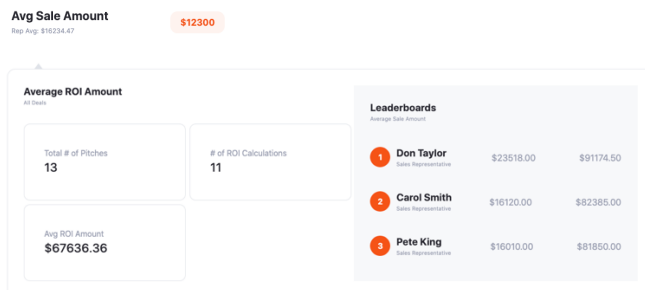 Avg Sale Amount
$12300
Rep Avg: $16234.47
Average ROI Amount
All Deals
Total # of Pitches
13
# of ROI Calculations
11
Avg ROI Amount
$67636.36
Leaderboards
Average Sale Amount
1 Don Taylor $23518.00 $91174.50
Sales Representative
2 Carol Smith $16120.00 $82385.00
Sales Representative
3 Pete King $16010.00 $81850.00
Sales Representative